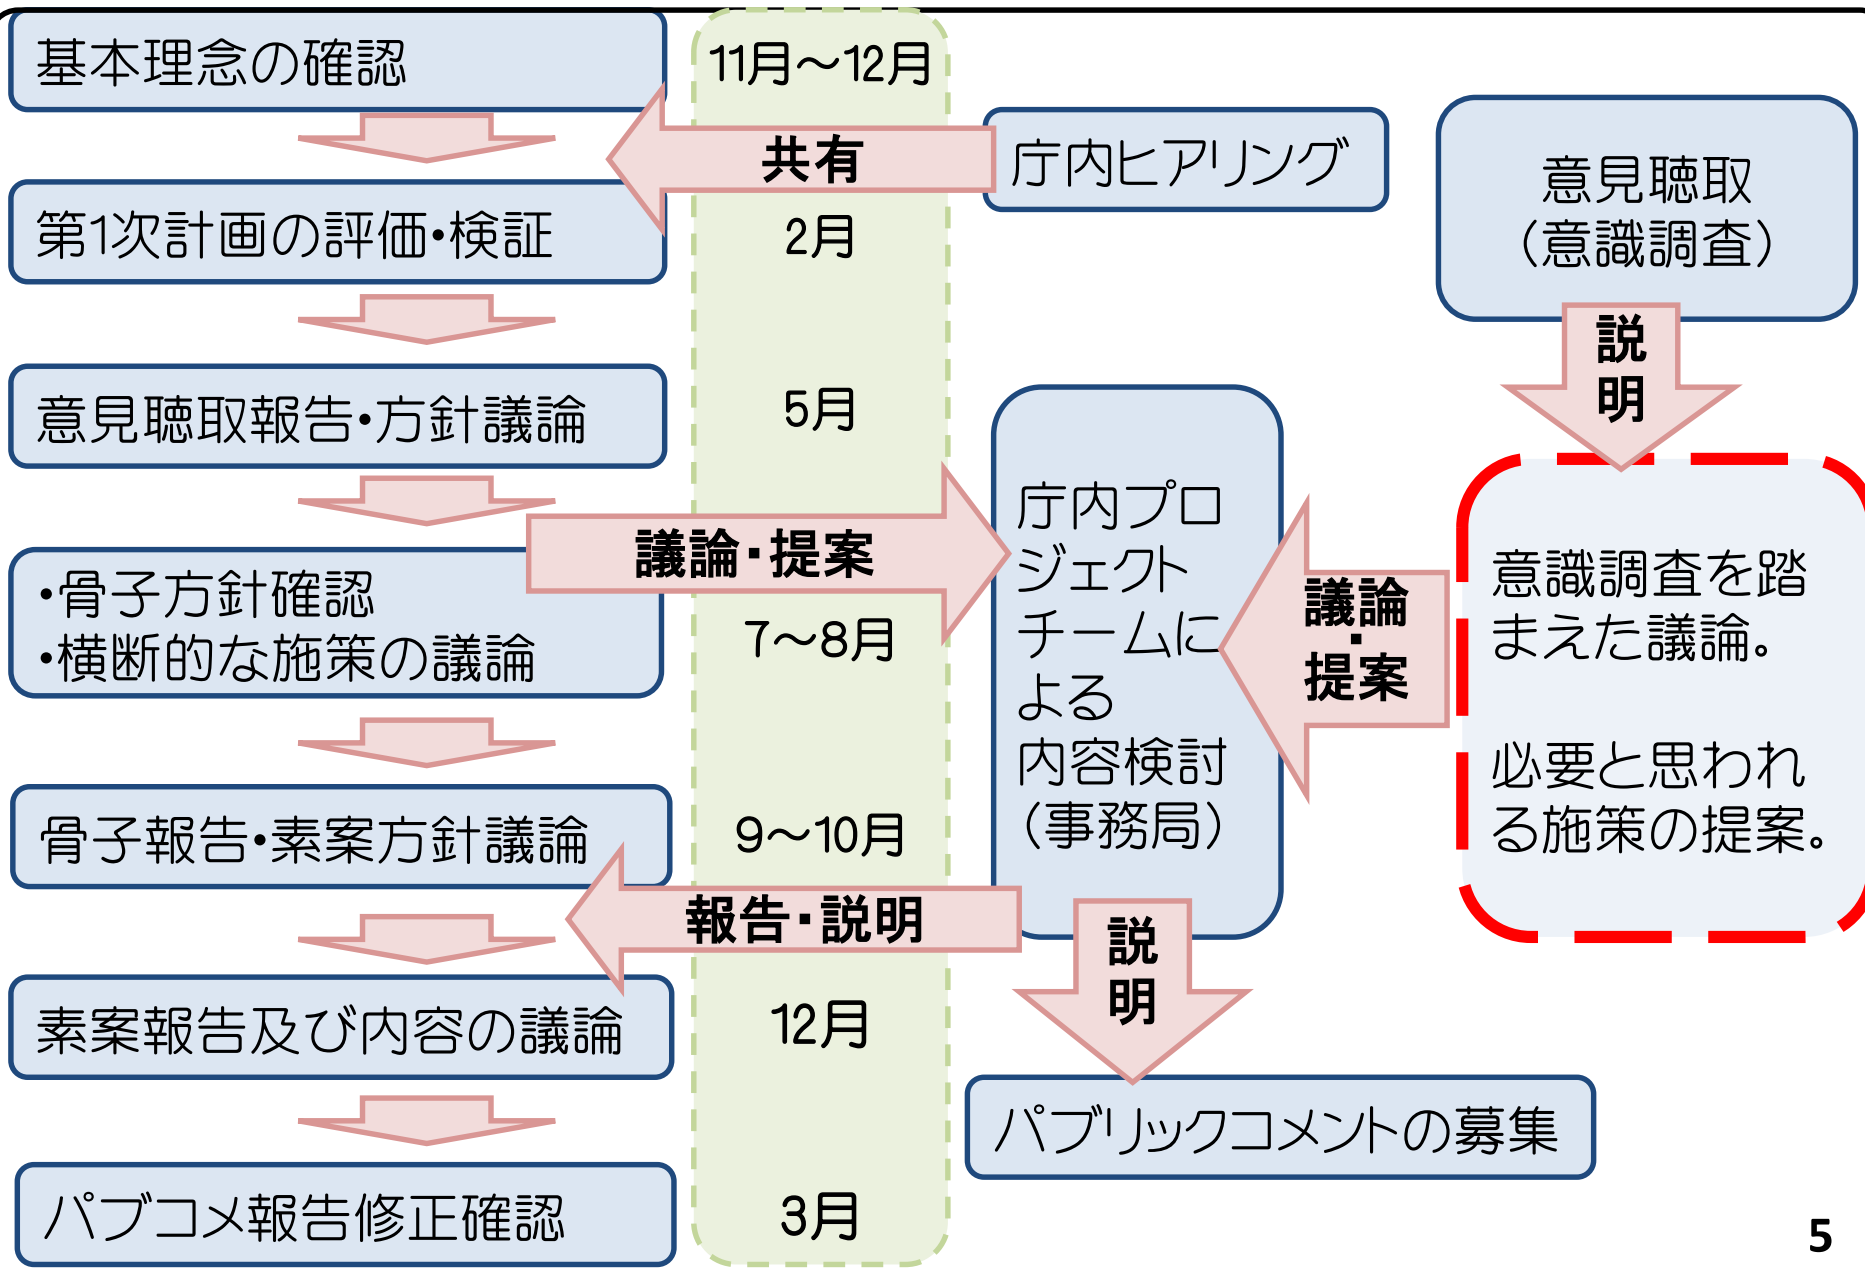 基本理念の確認
11月～12月
共有
庁内ヒアリング
意見聴取
（意識調査）
第1次計画の評価・検証
2月
説
明
意見聴取報告・方針議論
5月
議論・提案
庁内プロ
ジェクト
チームに
よる
内容検討
（事務局）
議論
・
提案
意識調査を踏
まえた議論。
必要と思われ
る施策の提案。
・骨子方針確認
・横断的な施策の議論
7～8月
骨子報告・素案方針議論
9～10月
報告・説明
説
明
素案報告及び内容の議論
12月
パブリックコメントの募集
パブコメ報告修正確認
3月
5